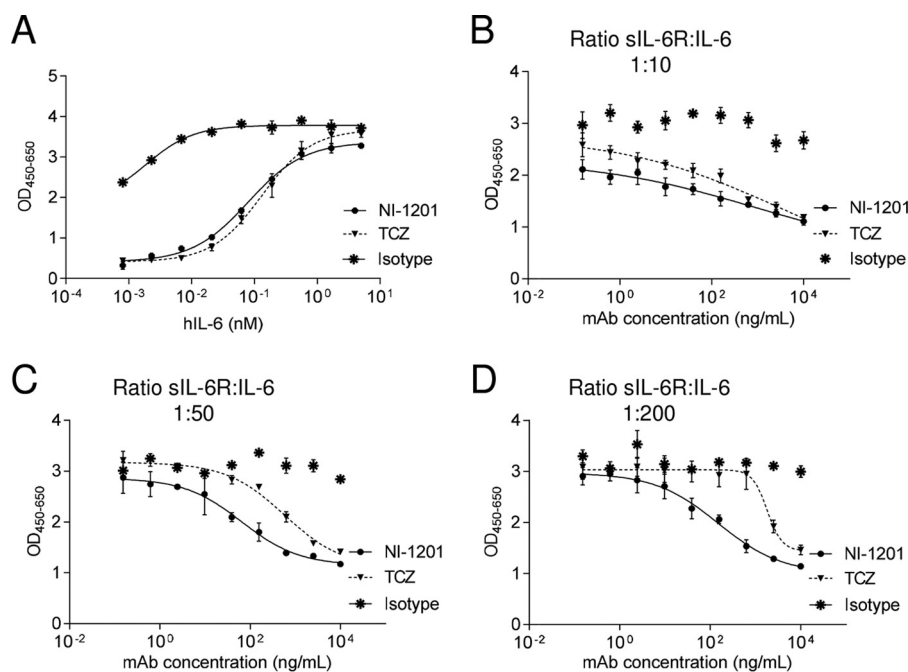 A
OD450-650
5
4
3
2
1
0
10-4
10-3
10-2
10-1
100
101
hIL-6 (nM)
NI-1201
TCZ
Isotype
B
Ratio sIL-6R:IL-6
1:10
OD450-650
4
3
2
1
0
10-2
100
102
104
mAb concentration (ng/mL)
NI-1201
TCZ
Isotype
C
Ratio sIL-6R:IL-6
1:50
OD450-650
4
3
2
1
0
10-2
100
102
104
mAb concentration (ng/mL)
NI-1201
TCZ
Isotype
D
Ratio sIL-6R:IL-6
1:200
OD450-650
4
3
2
1
0
10-2
100
102
104
mAb concentration (ng/mL)
NI-1201
TCZ
Isotype